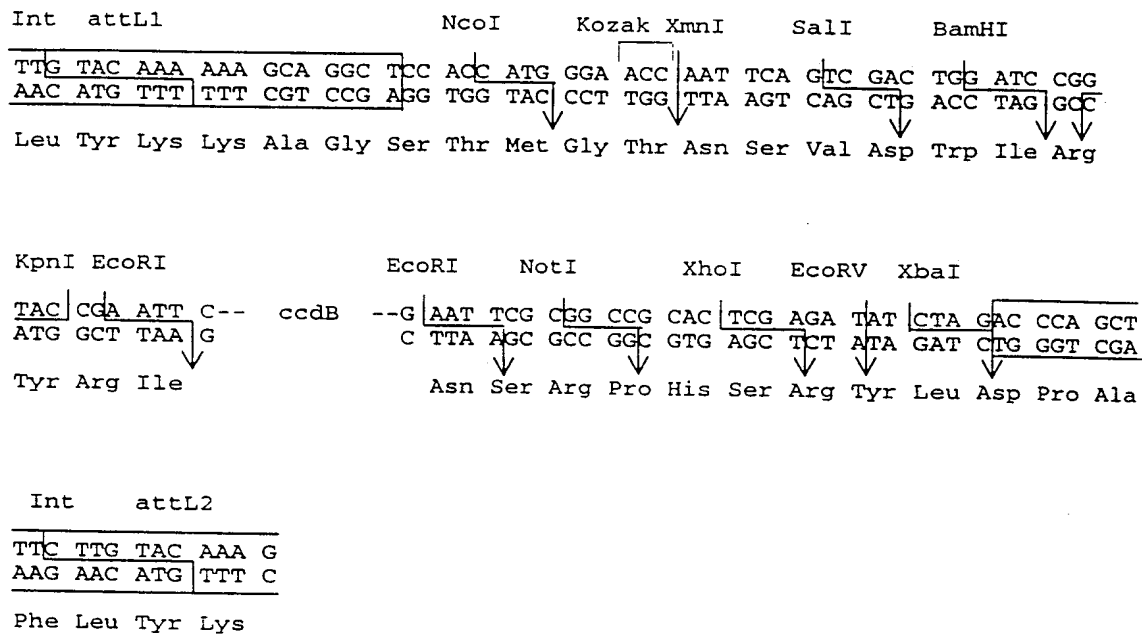 Int attL1 NcoI Kozak XmnI SalI BamHI
TTG TAC AAA AAA GCA GGC TCC ACC ATG GGA ACC AAT TCA GTC GAC TGG ATC CGG
AAC ATG TTT TTT CGT CCG AGG TGG TAC CCT TGG TTA AGT CAG CTG ACC TAG GCC
Leu Tyr Lys Lys Ala Gly Ser Thr Met Gly Thr Asn Ser Val Asp Trp Ile Arg
KpnI EcoRI EcoRI NotI XhoI EcoRV XbaI
TAC CGA ATT C-- ccdB --G AAT TCG CGG CCG CAC TCG AGA TAT CTA GAC CCA GCT
ATG GCT TAA G C TTA AGC GCC GGC GTG AGC TCT ATA GAT CTG GGT CGA
Tyr Arg Ile Asn Ser Arg Pro His Ser Arg Tyr Leu Asp Pro Ala
Int attL2
TTC TTG TAC AAA G
AAG AAC ATG TTT C
Phe Leu Tyr Lys